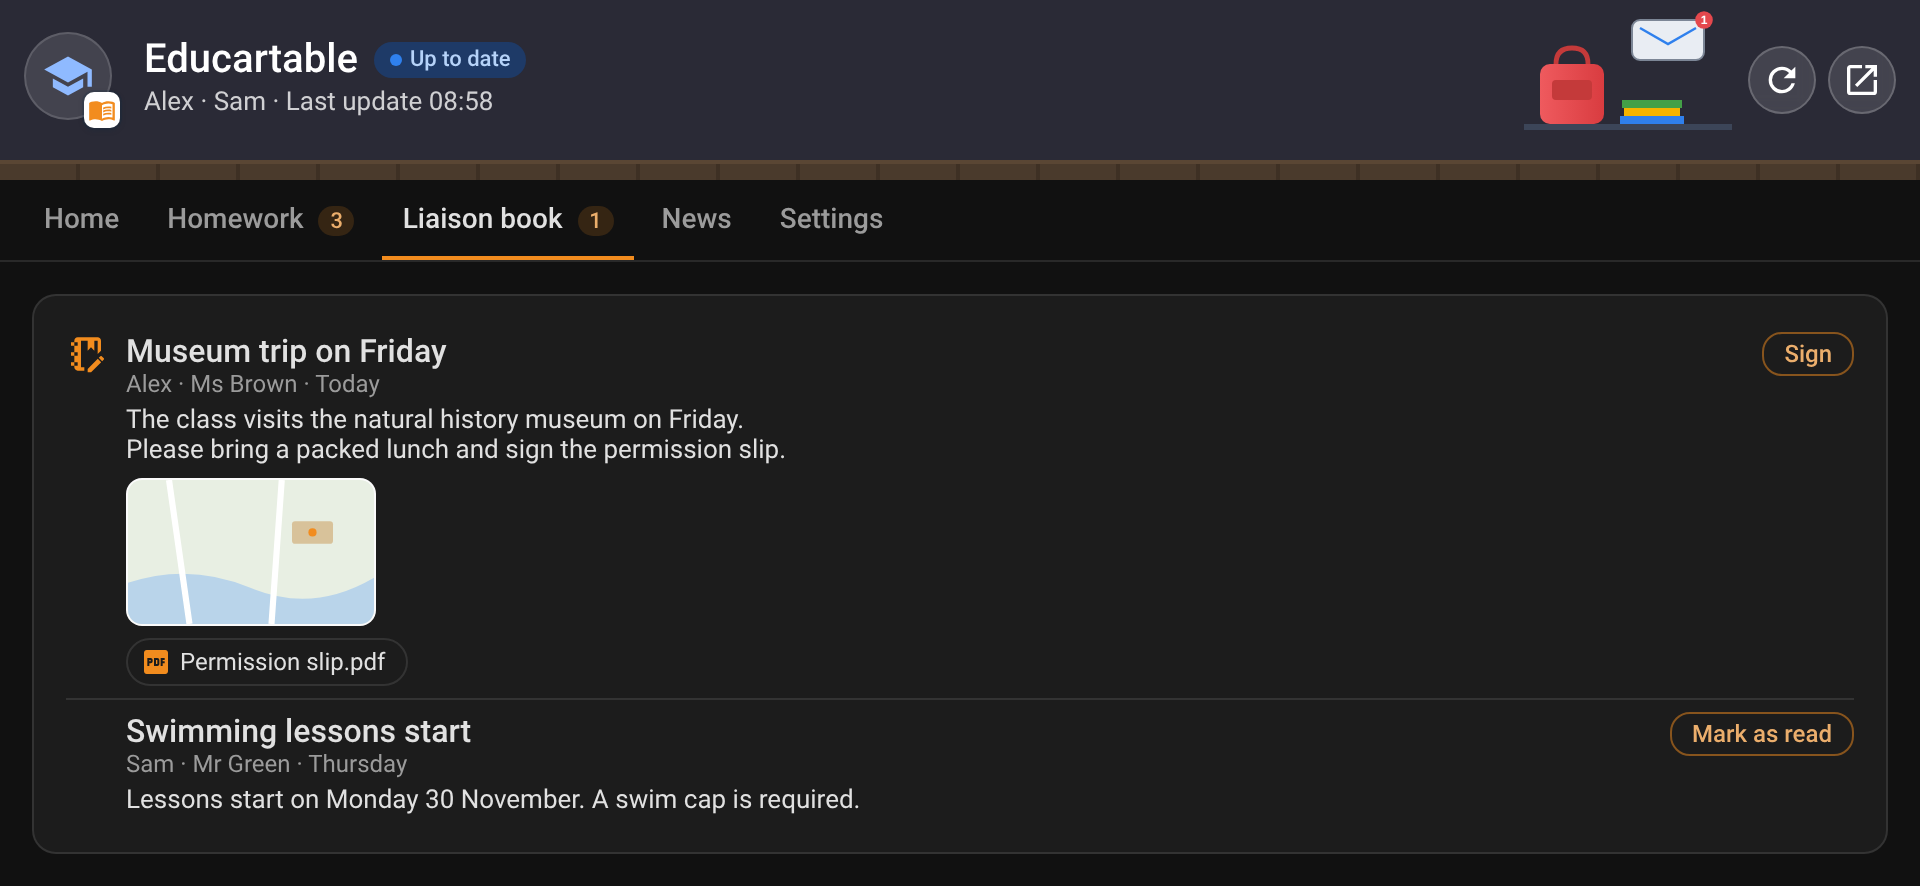 Educartable
Up to date
Alex · Sam · Last update 08:58
1
Home
Homework 3
Liaison book 1
News
Settings
Museum trip on Friday
Sign
Alex · Ms Brown · Today
The class visits the natural history museum on Friday.
Please bring a packed lunch and sign the permission slip.
PDF Permission slip.pdf
Swimming lessons start
Mark as read
Sam · Mr Green · Thursday
Lessons start on Monday 30 November. A swim cap is required.